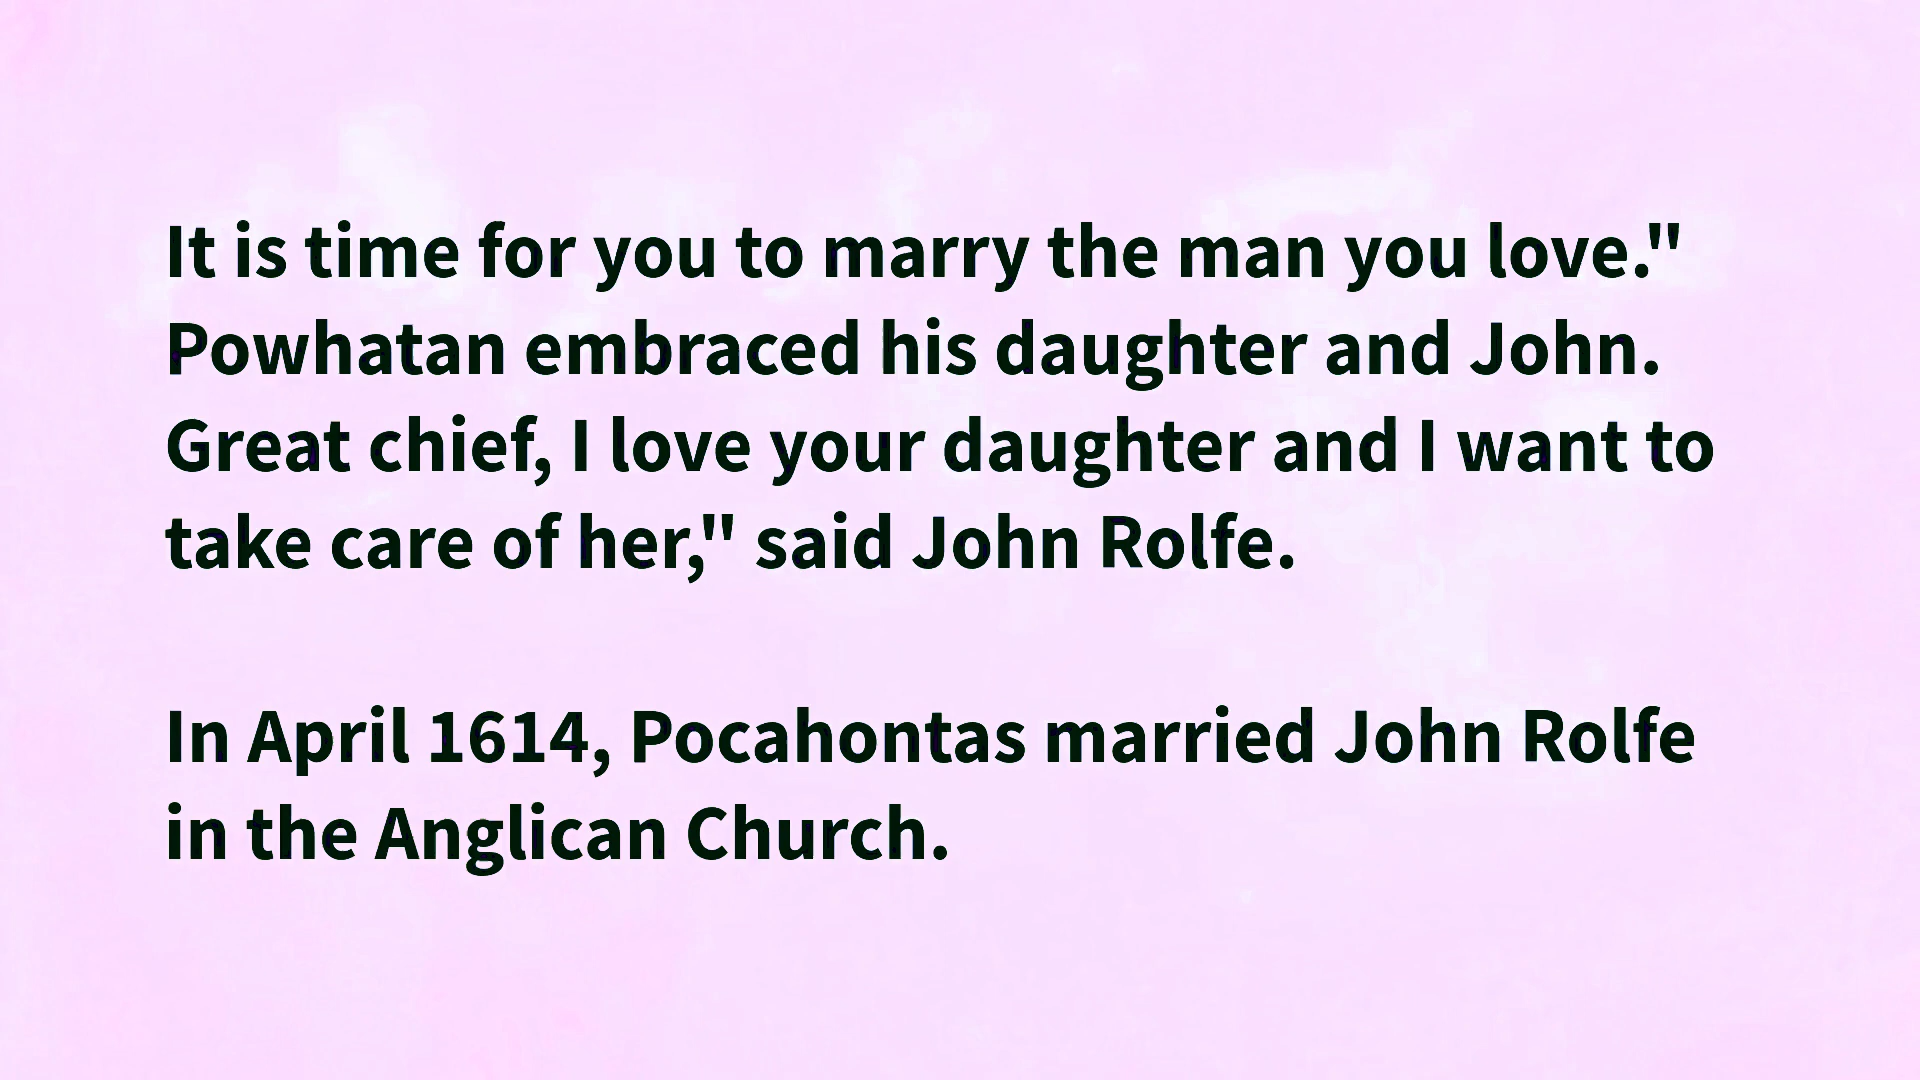 It is time for you to marry the man you love."
Powhatan embraced his daughter and John.
Great chief, I love your daughter and I want to
take care of her," said John Rolfe.
In April 1614, Pocahontas married John Rolfe
in the Anglican Church.